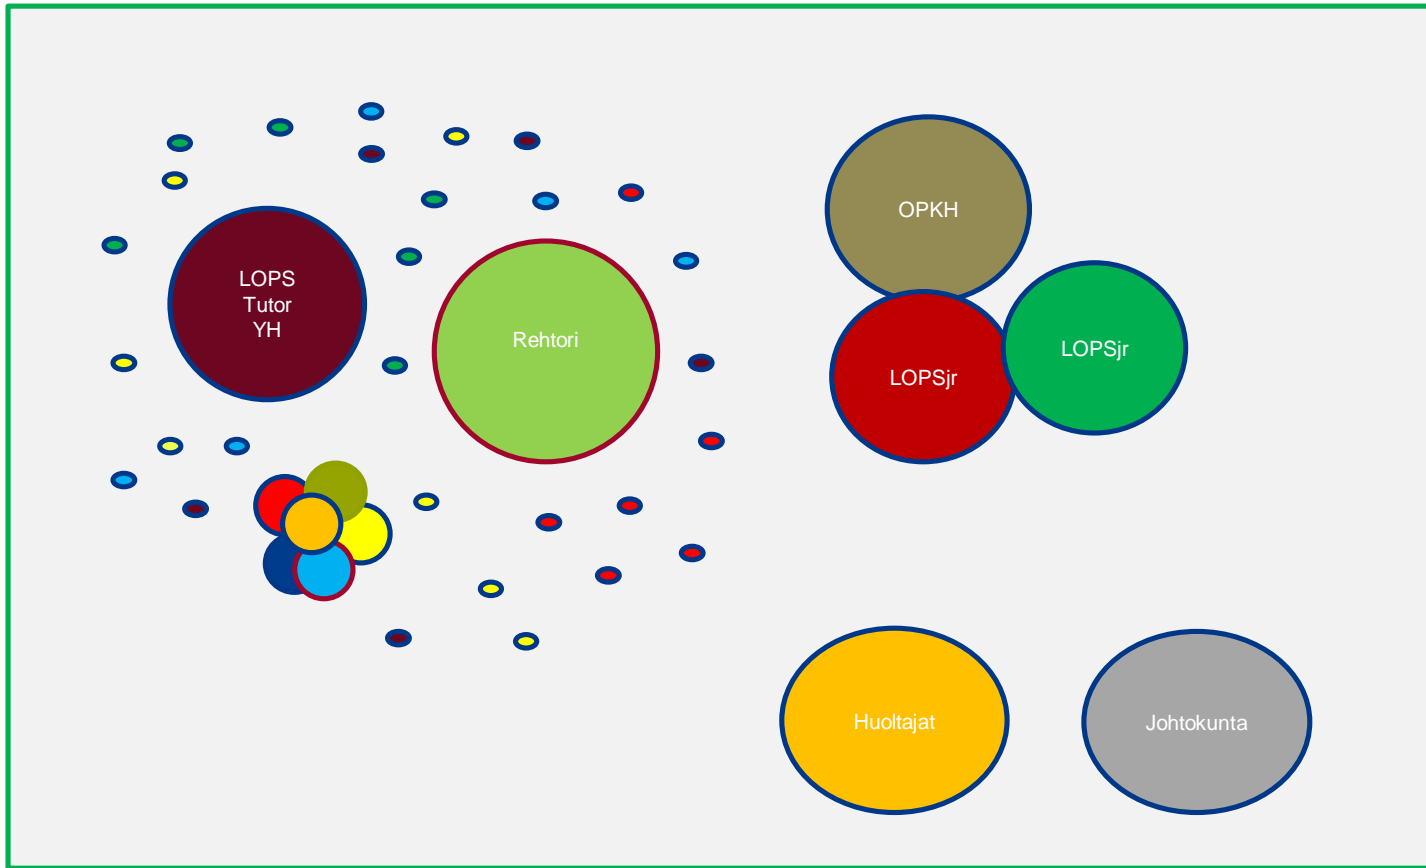 LOPS
Tutor
YH
Rehtori
OPKH
LOPSjr
LOPSjr
Huoltajat
Johtokunta